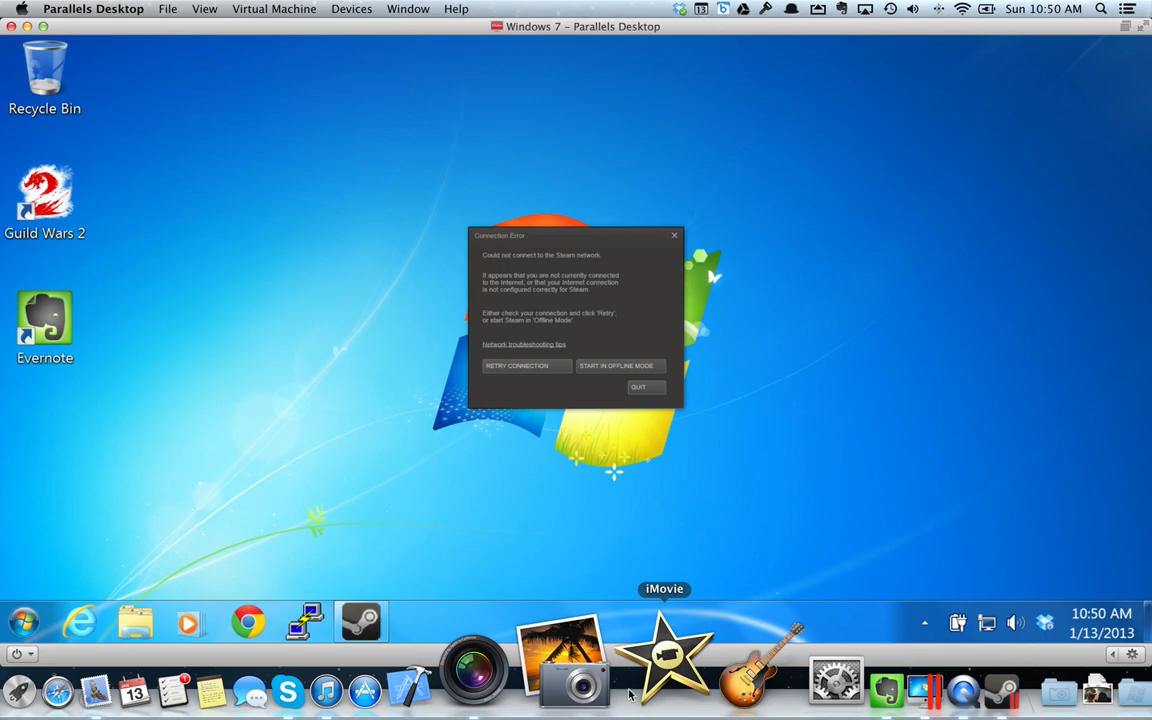 Parallels Desktop File View Virtual Machine Devices Window Help 13 Sun 10:50 AM
Windows 7 – Parallels Desktop
Recycle Bin
Guild Wars 2
Evernote
Connection Error
Could not connect to the Steam network.
It appears that you are not currently connected
to the Internet, or that your Internet connection
is not configured correctly for Steam.
Either check your connection and click 'Retry',
or start Steam in 'Offline Mode'
Network troubleshooting tips
RETRY CONNECTION START IN OFFLINE MODE
QUIT
iMovie
10:50 AM
1/13/2013
13
1